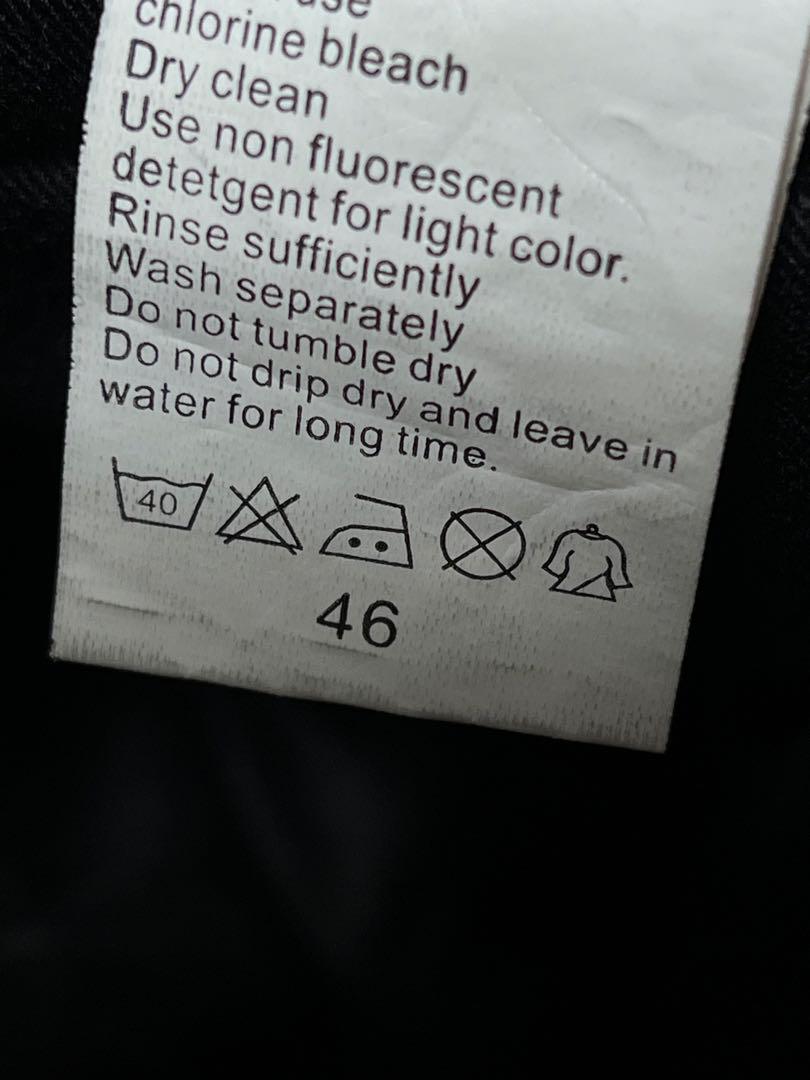 chlorine bleach
Dry clean
Use non fluorescent
detetgent for light color.
Rinse sufficiently
Wash separately
Do not tumble dry
Do not drip dry and leave in
water for long time.
40
46